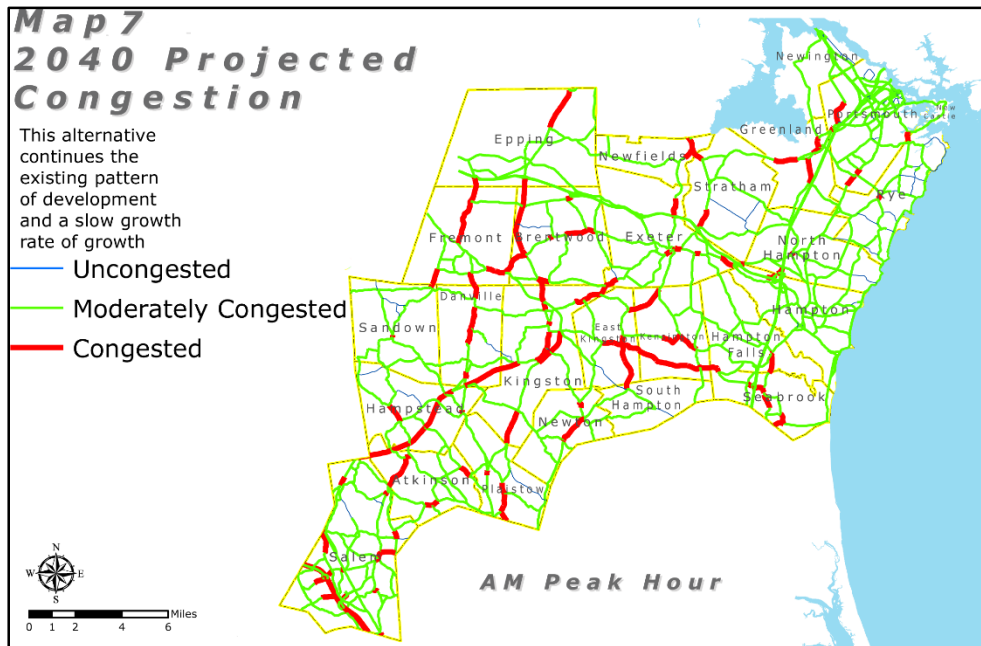 Map 7
2040 Projected
Congestion
This alternative
continues the
existing pattern
of development
and a slow growth
rate of growth
Uncongested
Moderately Congested
Congested
Newington
Portsmouth
New
Castle
Greenland
Epping
Newfields
Stratham
Rye
Fremont
Brentwood
Exeter
North
Hampton
Danville
Sandown
Hampton
East
Kingston
Kensington
Hampton
Falls
Kingston
South
Hampton
Seabrook
Hampstead
Newton
Atkinson
Plaistow
Salem
N
W
E
S
Miles
0 1 2 4 6
AM Peak Hour